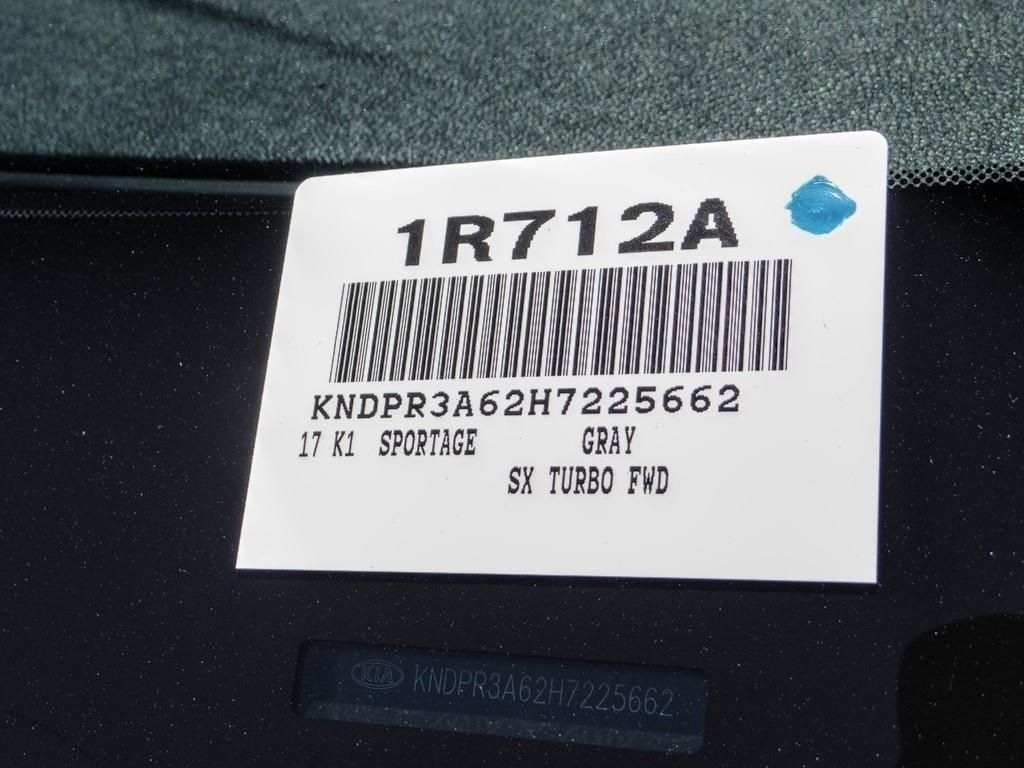 1R712A
KNDPR3A62H7225662
17 K1 SPORTAGE GRAY
SX TURBO FWD
KIA KNDPR3A62H7225662